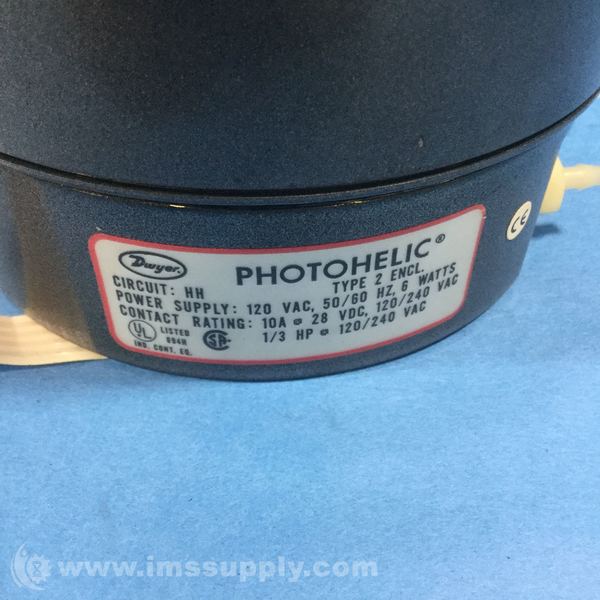 Dwyer.
PHOTOHELIC®
CIRCUIT: HH TYPE 2 ENCL.
POWER SUPPLY: 120 VAC, 50/60 HZ, 6 WATTS
CONTACT RATING: 10A @ 28 VDC, 120/240 VAC
1/3 HP @ 120/240 VAC
UL LISTED
694H
IND. CONT. EQ.
SA
CE
www.imssupply.com